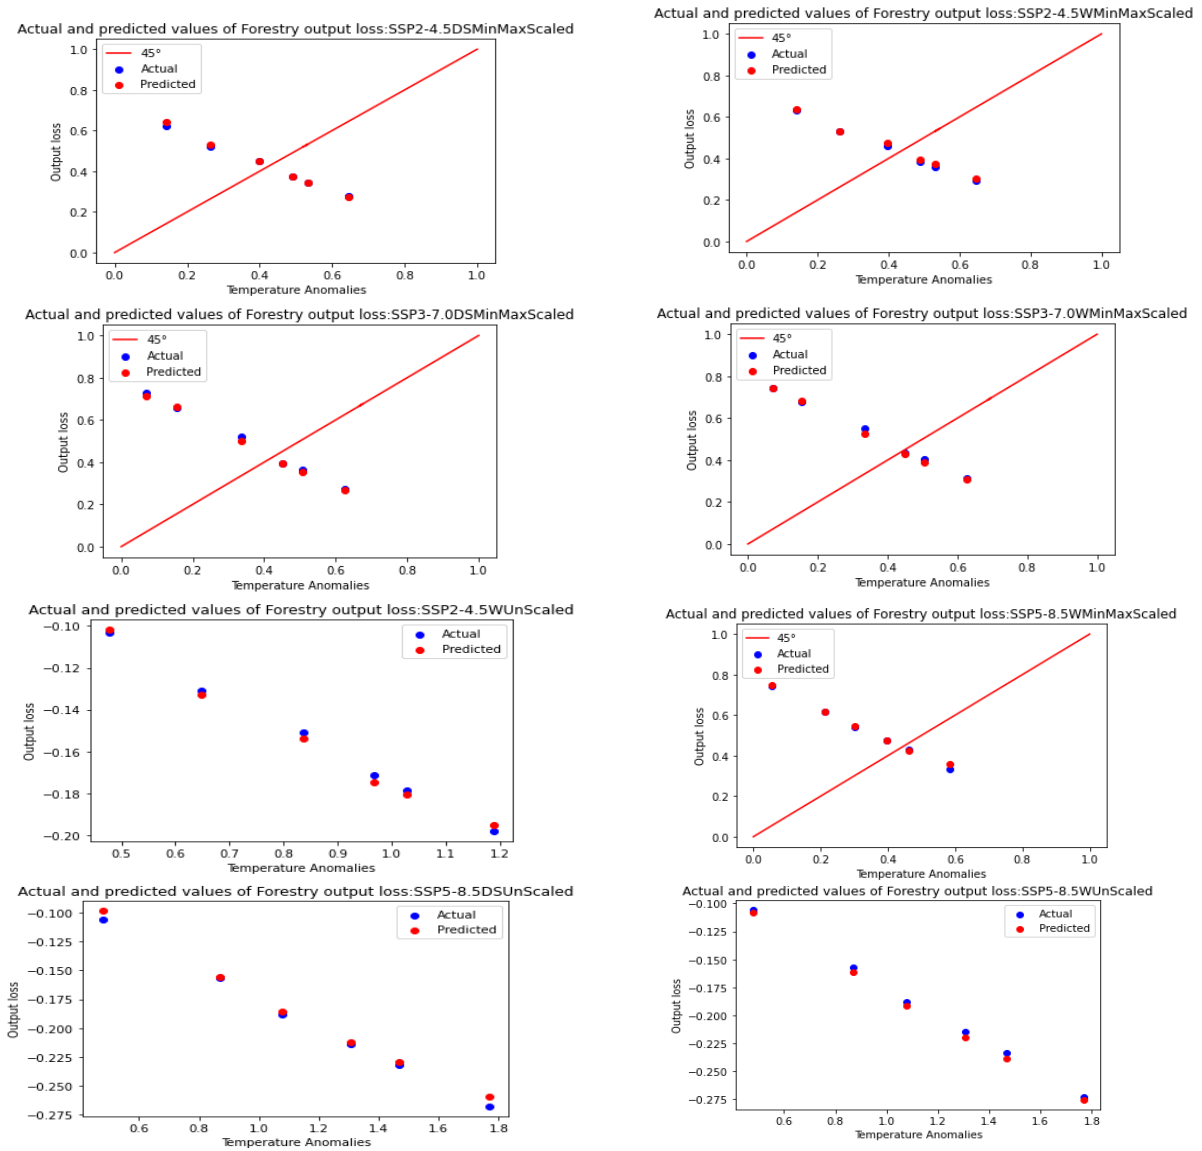 Actual and predicted values of Forestry output loss:SSP2-4.5DSMinMaxScaled
45°
Actual
Predicted
1.0
0.8
0.6
0.4
0.2
0.0
Output loss
0.0 0.2 0.4 0.6 0.8 1.0
Temperature Anomalies
Actual and predicted values of Forestry output loss:SSP2-4.5WMinMaxScaled
45°
Actual
Predicted
1.0
0.8
0.6
0.4
0.2
0.0
Output loss
0.0 0.2 0.4 0.6 0.8 1.0
Temperature Anomalies
Actual and predicted values of Forestry output loss:SSP3-7.0DSMinMaxScaled
45°
Actual
Predicted
1.0
0.8
0.6
0.4
0.2
0.0
Output loss
0.0 0.2 0.4 0.6 0.8 1.0
Temperature Anomalies
Actual and predicted values of Forestry output loss:SSP3-7.0WMinMaxScaled
45°
Actual
Predicted
1.0
0.8
0.6
0.4
0.2
0.0
Output loss
0.0 0.2 0.4 0.6 0.8 1.0
Temperature Anomalies
Actual and predicted values of Forestry output loss:SSP2-4.5WUnScaled
Actual
Predicted
−0.10
−0.12
−0.14
−0.16
−0.18
−0.20
Output loss
0.5 0.6 0.7 0.8 0.9 1.0 1.1 1.2
Temperature Anomalies
Actual and predicted values of Forestry output loss:SSP5-8.5WMinMaxScaled
45°
Actual
Predicted
1.0
0.8
0.6
0.4
0.2
0.0
Output loss
0.0 0.2 0.4 0.6 0.8 1.0
Temperature Anomalies
Actual and predicted values of Forestry output loss:SSP5-8.5DSUnScaled
Actual
Predicted
−0.100
−0.125
−0.150
−0.175
−0.200
−0.225
−0.250
−0.275
Output loss
0.6 0.8 1.0 1.2 1.4 1.6 1.8
Temperature Anomalies
Actual and predicted values of Forestry output loss:SSP5-8.5WUnScaled
Actual
Predicted
−0.100
−0.125
−0.150
−0.175
−0.200
−0.225
−0.250
−0.275
Output loss
0.6 0.8 1.0 1.2 1.4 1.6 1.8
Temperature Anomalies